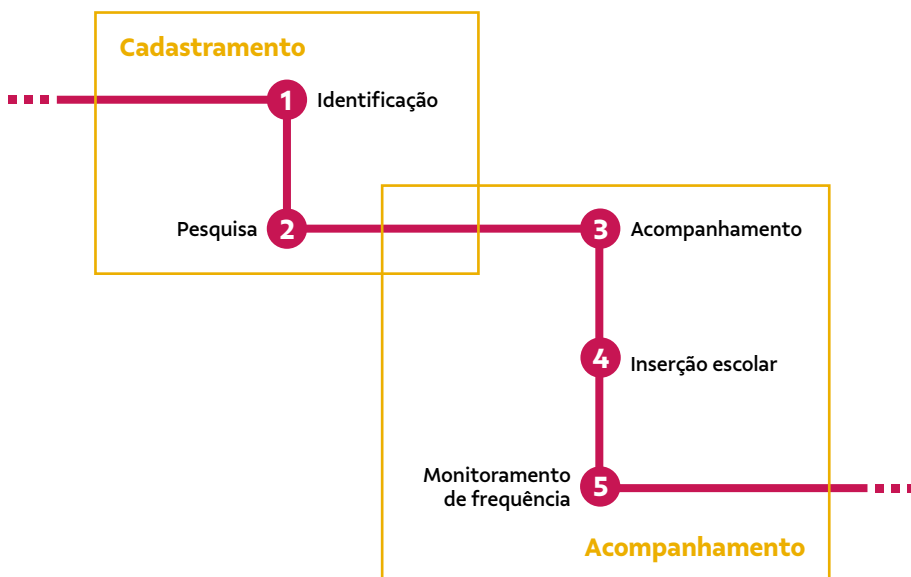 Cadastramento
1 Identificação
Pesquisa 2
3 Acompanhamento
4 Inserção escolar
Monitoramento
de frequência 5
Acompanhamento